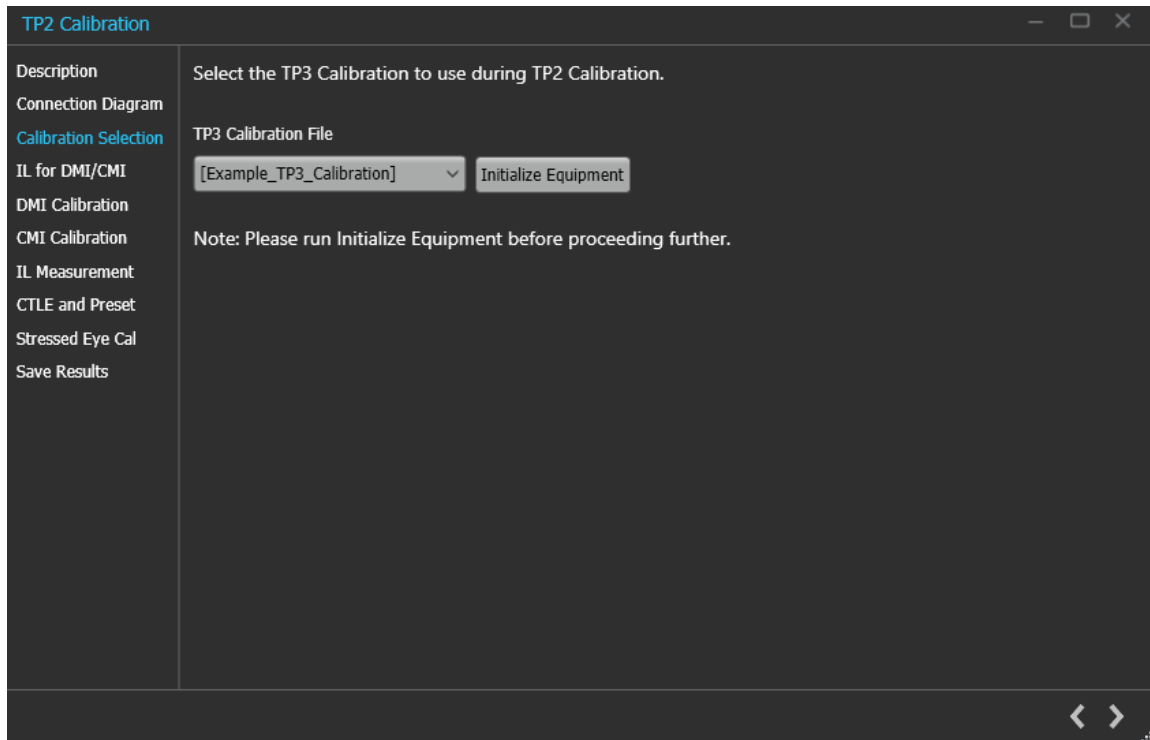 TP2 Calibration
Description
Connection Diagram
Calibration Selection
IL for DMI/CMI
DMI Calibration
CMI Calibration
IL Measurement
CTLE and Preset
Stressed Eye Cal
Save Results
Select the TP3 Calibration to use during TP2 Calibration.
TP3 Calibration File
[Example_TP3_Calibration]
Initialize Equipment
Note: Please run Initialize Equipment before proceeding further.